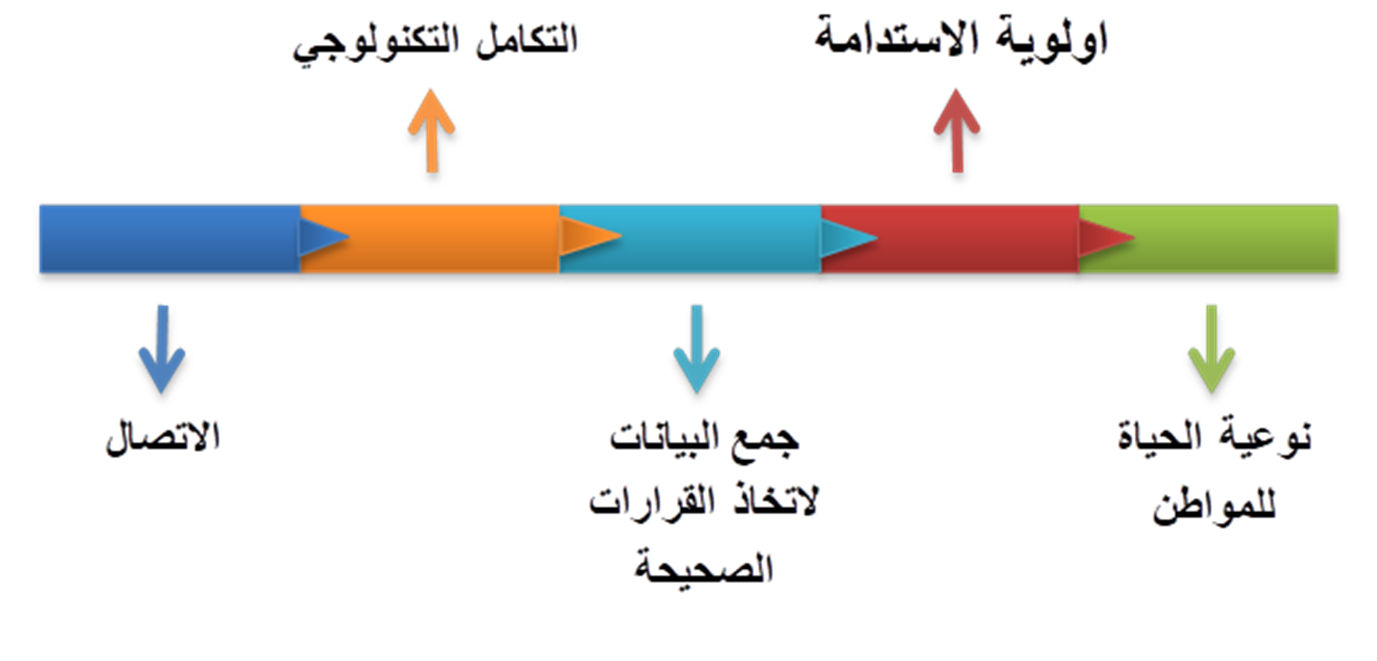 اولوية الاستدامة
التكامل التكنولوجي
نوعية الحياة
للمواطن
جمع البيانات
لاتخاذ القرارات
الصحيحة
الاتصال